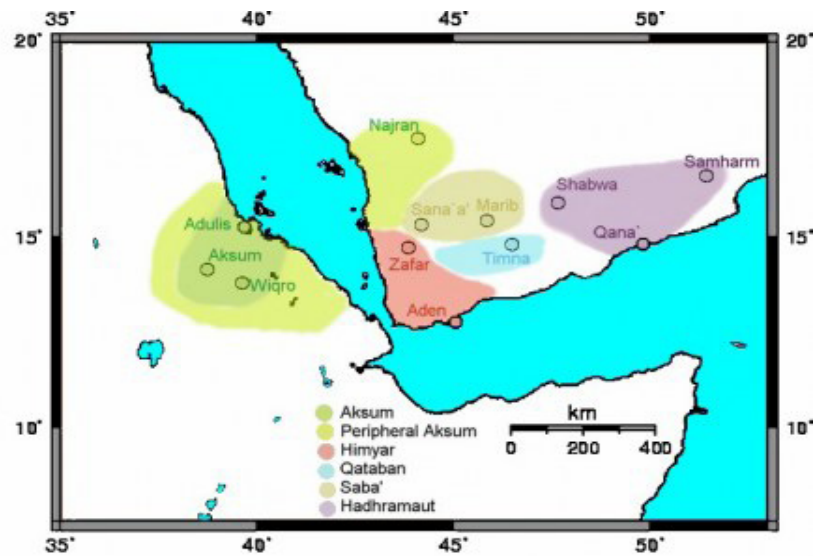 35° 40° 45° 50°
20° 20°
Najran
Samharm
Shabwa
Sana`a' Marib
Adulis
Qana`
15° 15°
Aksum
Zafar
Timna
Wiqro
Aden
10° 10°
Aksum
Peripheral Aksum
Himyar
Qataban
Saba'
Hadhramaut
km
0 200 400
35° 40° 45° 50°